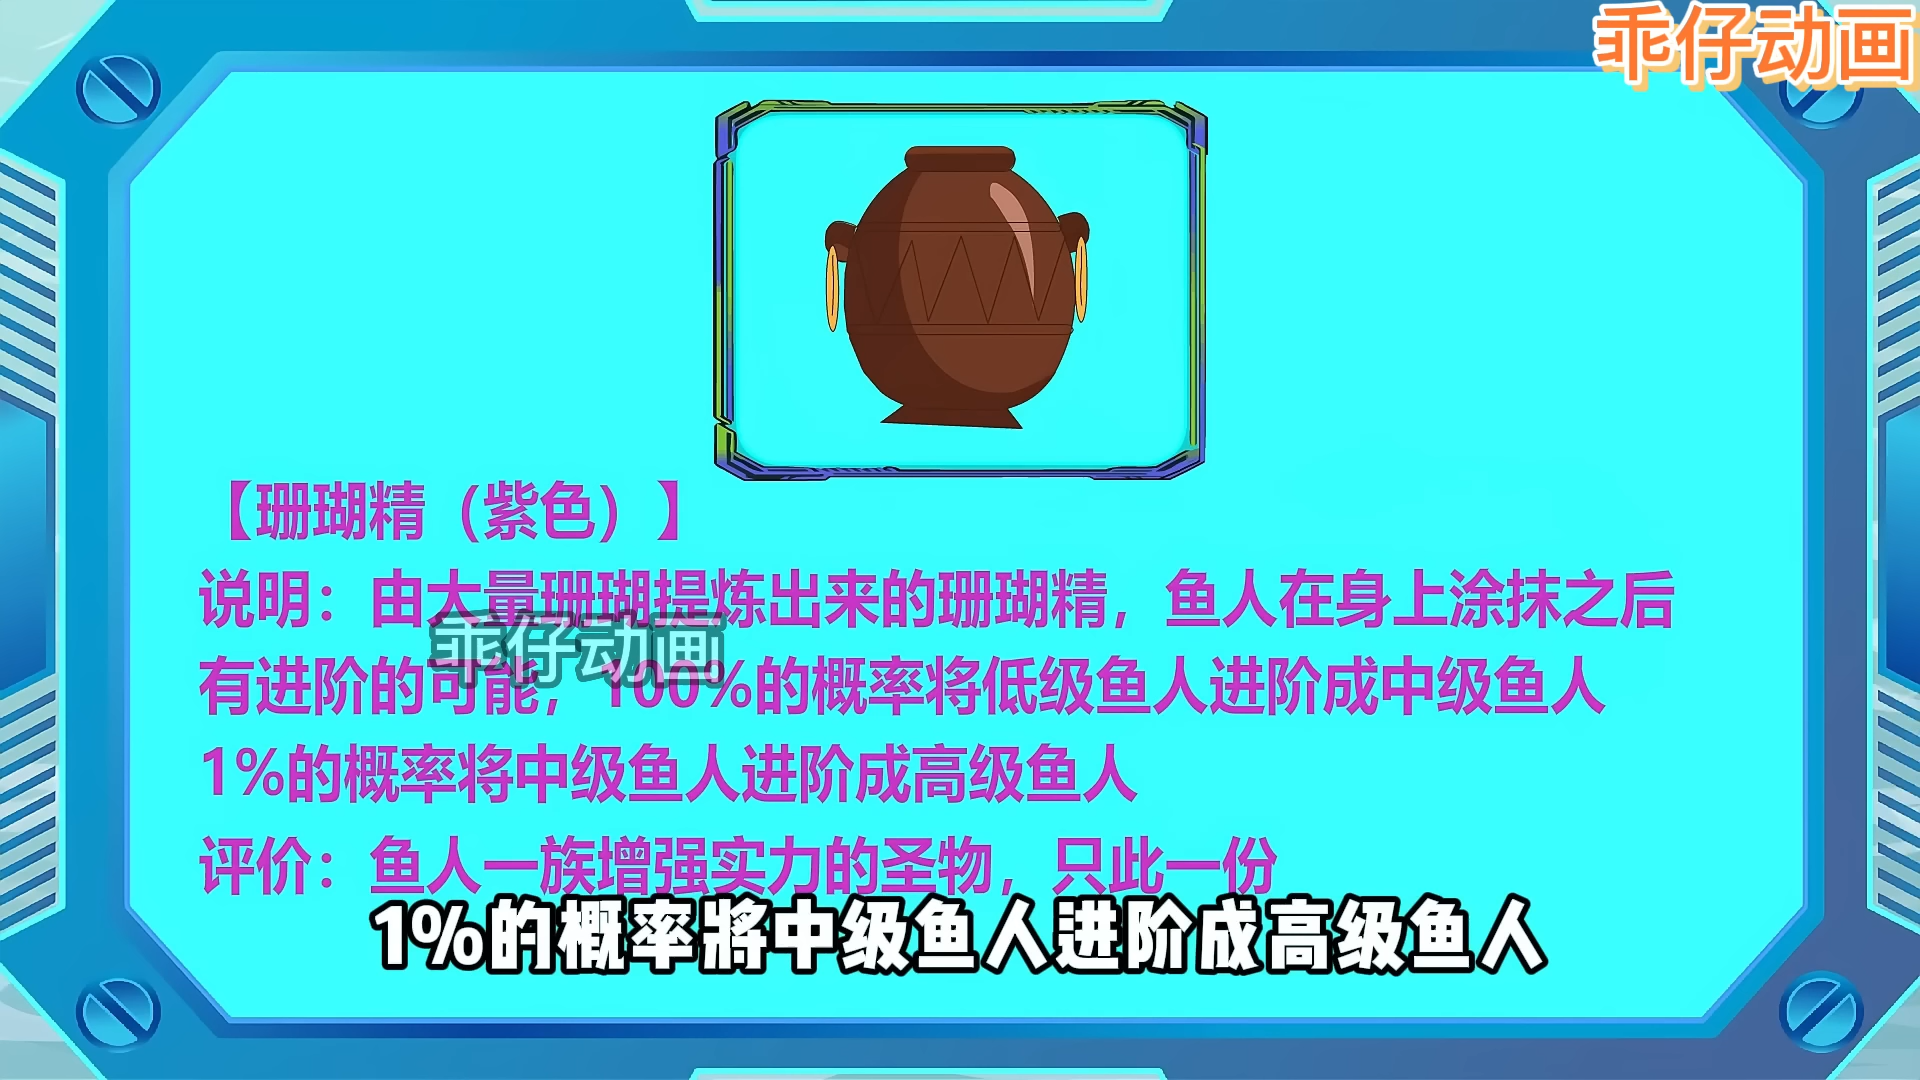 乖仔动画
【珊瑚精（紫色）】
说明：由大量珊瑚提炼出来的珊瑚精，鱼人在身上涂抹之后
乖仔动画
有进阶的可能，100%的概率将低级鱼人进阶成中级鱼人
1%的概率将中级鱼人进阶成高级鱼人
评价：鱼人一族增强实力的圣物，只此一份
1%的概率將中级鱼人进阶成高级鱼人